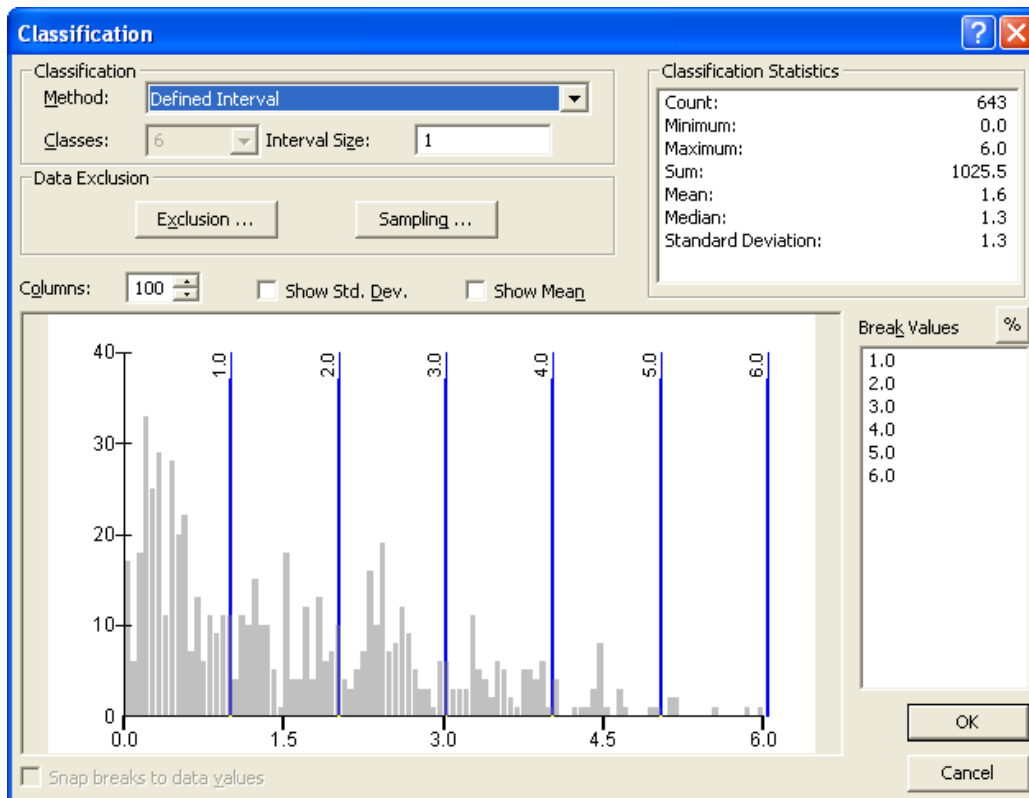 Classification
Classification
Method: Defined Interval
Classes: 6 Interval Size: 1
Data Exclusion
Exclusion ... Sampling ...
Classification Statistics
Count: 643
Minimum: 0.0
Maximum: 6.0
Sum: 1025.5
Mean: 1.6
Median: 1.3
Standard Deviation: 1.3
Columns: 100 Show Std. Dev. Show Mean
40
30
20
10
0
1.0 2.0 3.0 4.0 5.0 6.0
0.0 1.5 3.0 4.5 6.0
Break Values %
1.0
2.0
3.0
4.0
5.0
6.0
Snap breaks to data values
OK
Cancel